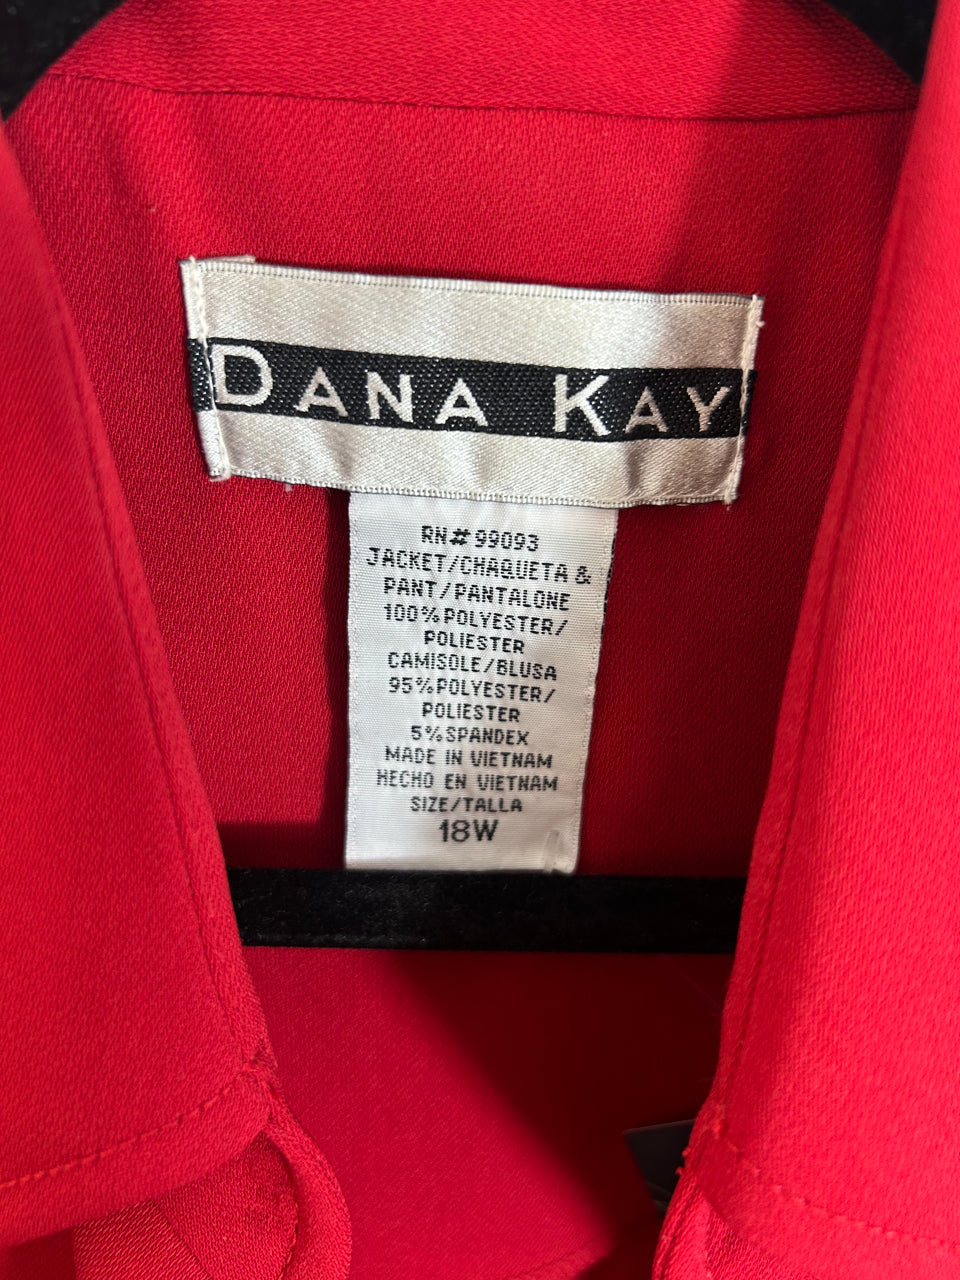 DANA KAY
RN# 99093
JACKET/CHAQUETA &
PANT/PANTALONE
100% POLYESTER/
POLIESTER
CAMISOLE/BLUSA
95% POLYESTER/
POLIESTER
5% SPANDEX
MADE IN VIETNAM
HECHO EN VIETNAM
SIZE/TALLA
18W